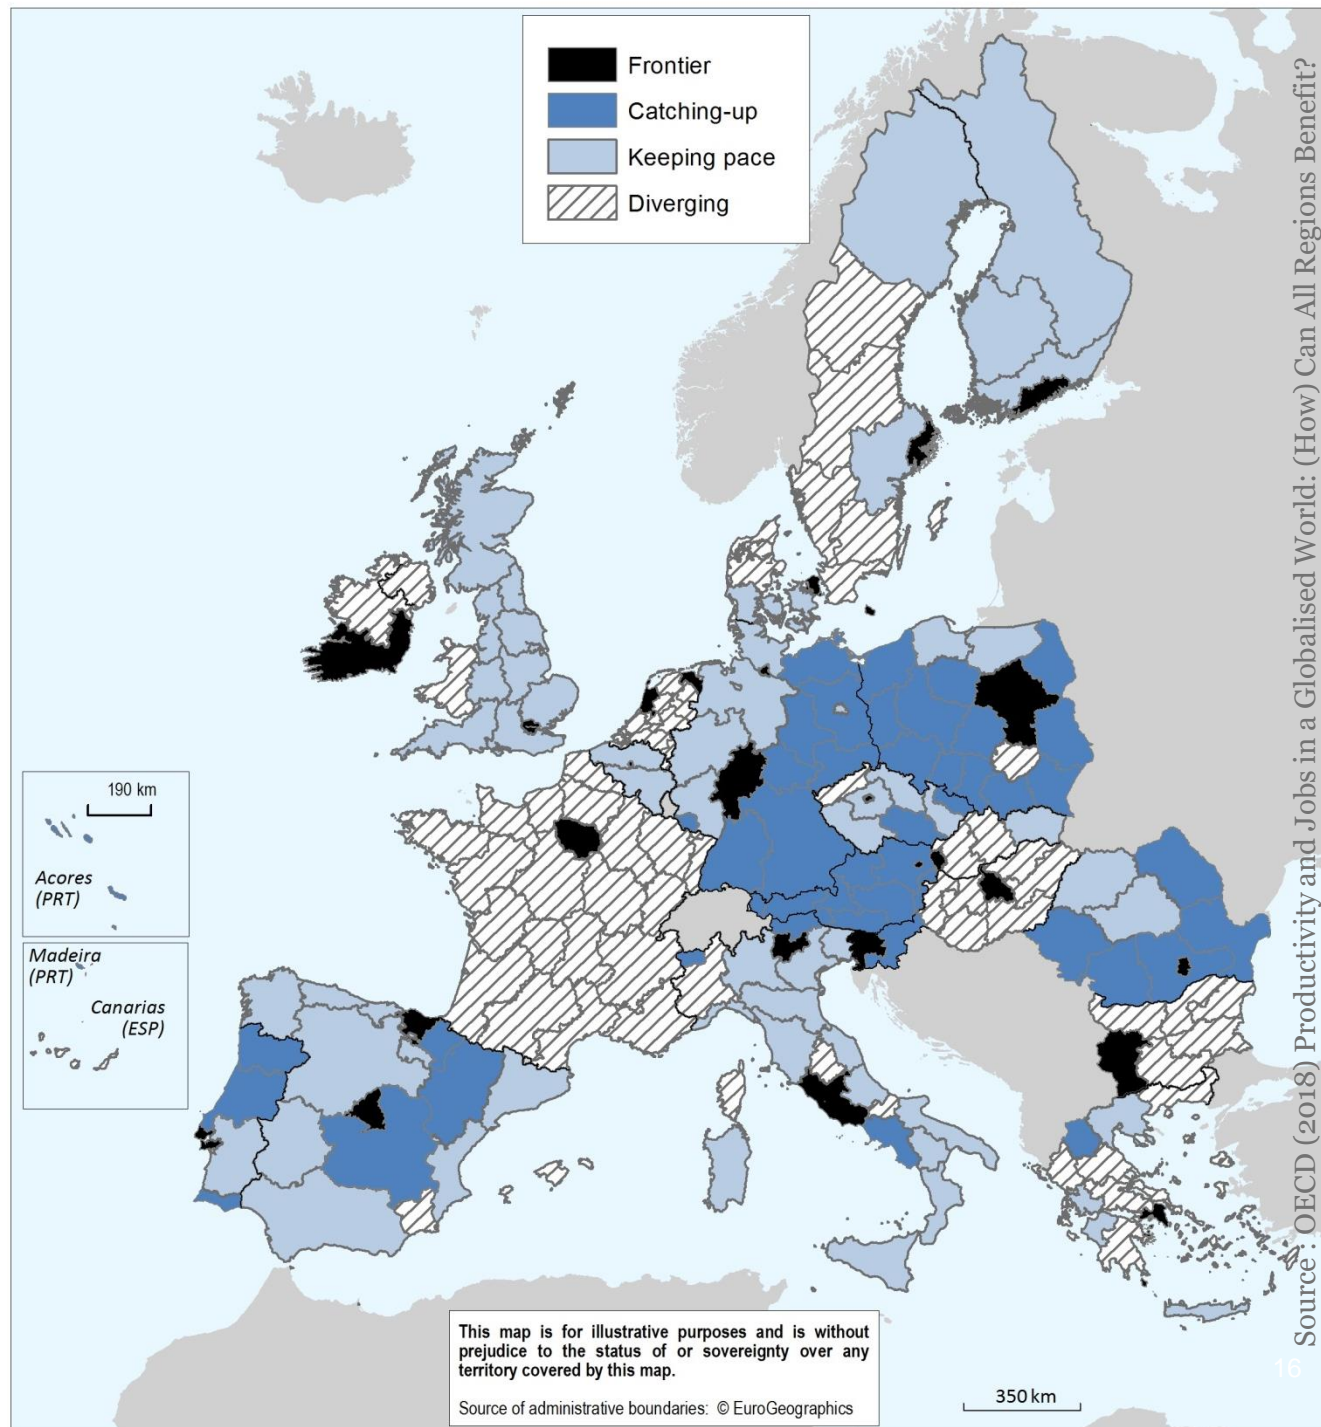 Frontier
Catching-up
Keeping pace
Diverging
190 km
Acores
(PRT)
Madeira
(PRT)
Canarias
(ESP)
This map is for illustrative purposes and is without
prejudice to the status of or sovereignty over any
territory covered by this map.
Source of administrative boundaries: © EuroGeographics
350 km
Source : OECD (2018) Productivity and Jobs in a Globalised World: (How) Can All Regions Benefit?
16